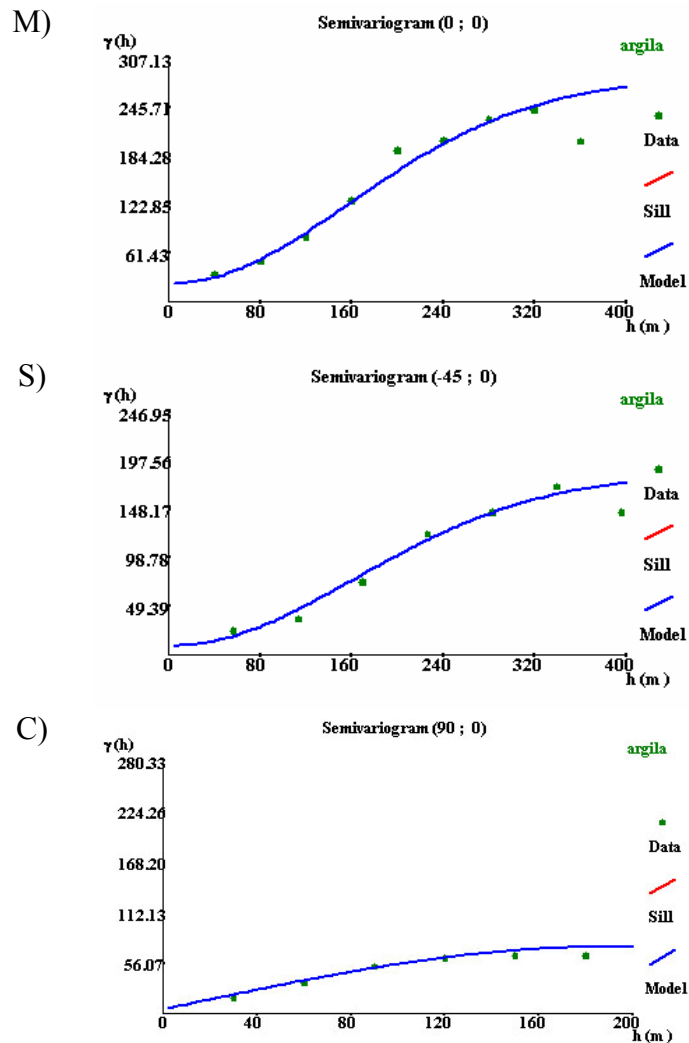 M)
Semivariogram (0 ; 0)
γ(h)
argila
307.13
245.71
184.28
122.85
61.43
0 80 160 240 320 400
h (m )
Data
Sill
Model
S)
Semivariogram (-45 ; 0)
γ(h)
argila
246.95
197.56
148.17
98.78
49.39
0 80 160 240 320 400
h (m )
Data
Sill
Model
C)
Semivariogram (90 ; 0)
γ(h)
argila
280.33
224.26
168.20
112.13
56.07
0 40 80 120 160 200
h (m )
Data
Sill
Model